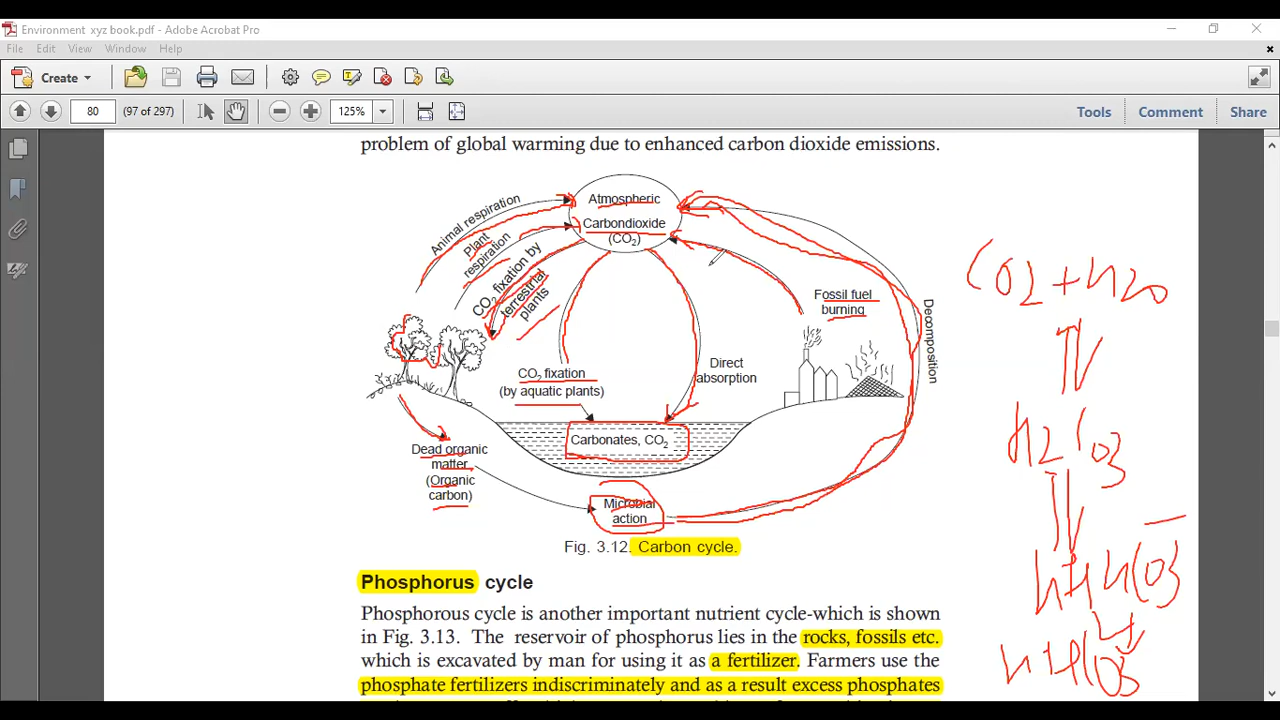 Environment xyz book.pdf - Adobe Acrobat Pro
File Edit View Window Help
Create
80 (97 of 297) 125% Tools Comment Share
problem of global warming due to enhanced carbon dioxide emissions.
Atmospheric
Carbondioxide
(CO2)
Animal respiration
Plant
respiration
CO2 fixation by
terrestrial
plants
Fossil fuel
burning
Decomposition
CO2 fixation
(by aquatic plants)
Direct
absorption
Carbonates, CO2
Dead organic
matter
(Organic
carbon)
Microbial
action
Fig. 3.12. Carbon cycle.
CO2 + H2O
H2CO3
Phosphorus cycle
Phosphorous cycle is another important nutrient cycle-which is shown
in Fig. 3.13. The reservoir of phosphorus lies in the rocks, fossils etc.
which is excavated by man for using it as a fertilizer. Farmers use the
phosphate fertilizers indiscriminately and as a result excess phosphates